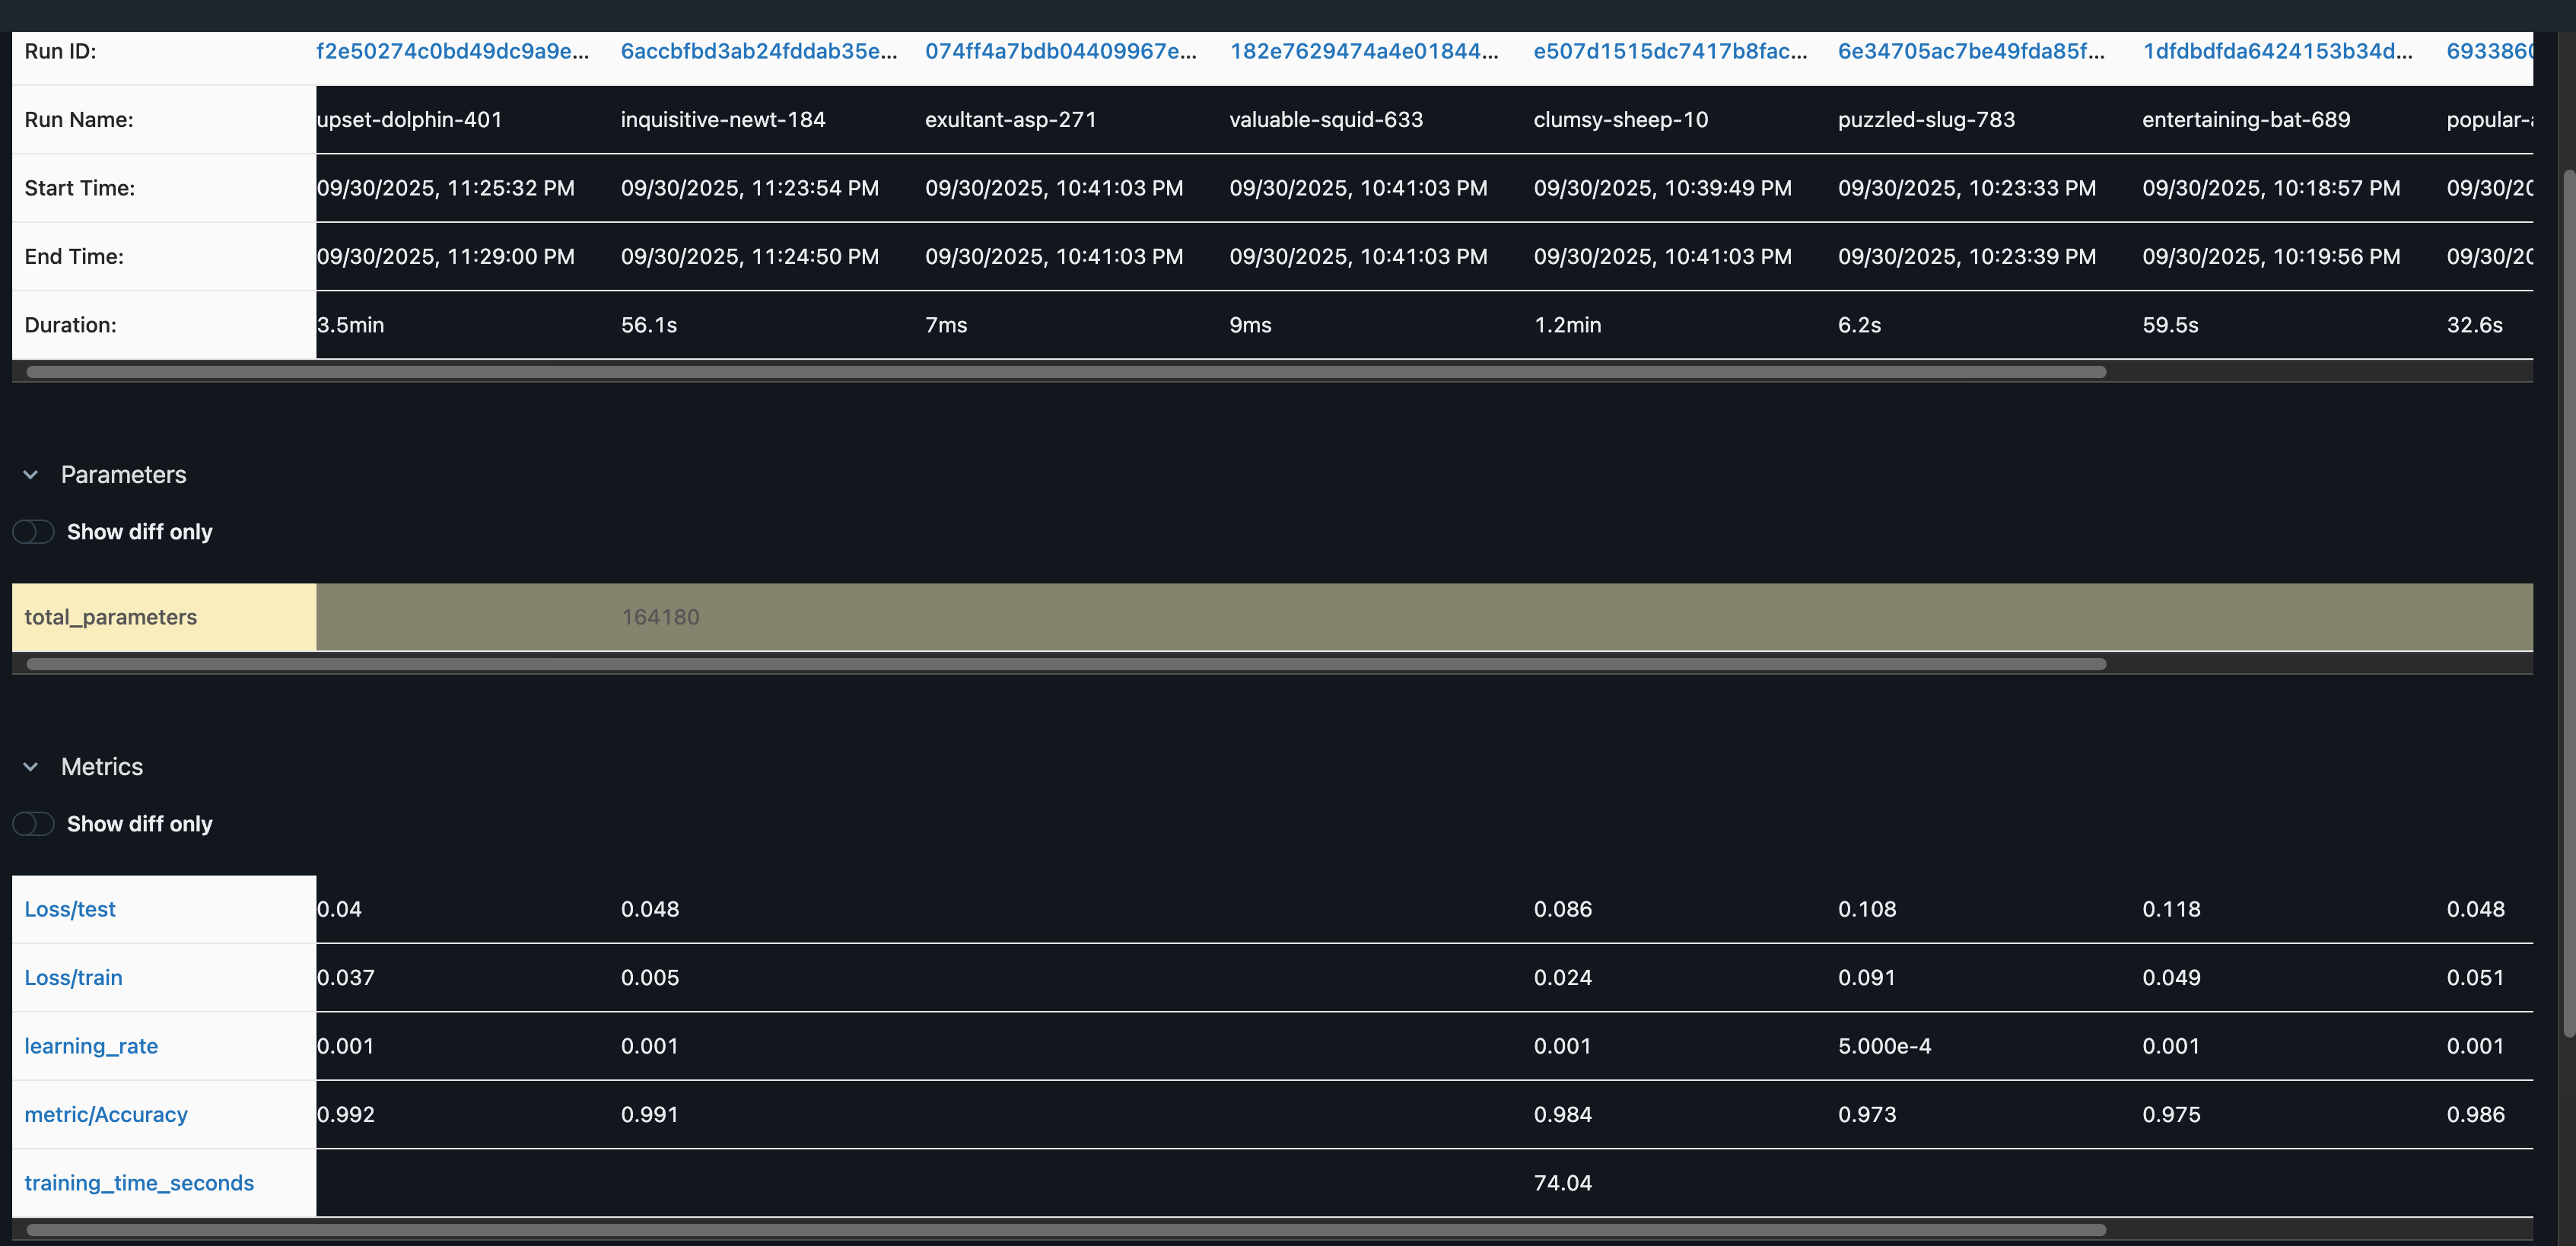 Run ID: f2e50274c0bd49dc9a9e... 6accbfbd3ab24fddab35e... 074ff4a7bdb04409967e... 182e7629474a4e01844... e507d1515dc7417b8fac... 6e34705ac7be49fda85f... 1dfdbdfda6424153b34d... 693386
Run Name: upset-dolphin-401 inquisitive-newt-184 exultant-asp-271 valuable-squid-633 clumsy-sheep-10 puzzled-slug-783 entertaining-bat-689 popular-
Start Time: 09/30/2025, 11:25:32 PM 09/30/2025, 11:23:54 PM 09/30/2025, 10:41:03 PM 09/30/2025, 10:41:03 PM 09/30/2025, 10:39:49 PM 09/30/2025, 10:23:33 PM 09/30/2025, 10:18:57 PM 09/30/20
End Time: 09/30/2025, 11:29:00 PM 09/30/2025, 11:24:50 PM 09/30/2025, 10:41:03 PM 09/30/2025, 10:41:03 PM 09/30/2025, 10:41:03 PM 09/30/2025, 10:23:39 PM 09/30/2025, 10:19:56 PM 09/30/20
Duration: 3.5min 56.1s 7ms 9ms 1.2min 6.2s 59.5s 32.6s
Parameters
Show diff only
total_parameters 164180
Metrics
Show diff only
Loss/test 0.04 0.048 0.086 0.108 0.118 0.048
Loss/train 0.037 0.005 0.024 0.091 0.049 0.051
learning_rate 0.001 0.001 0.001 5.000e-4 0.001 0.001
metric/Accuracy 0.992 0.991 0.984 0.973 0.975 0.986
training_time_seconds 74.04